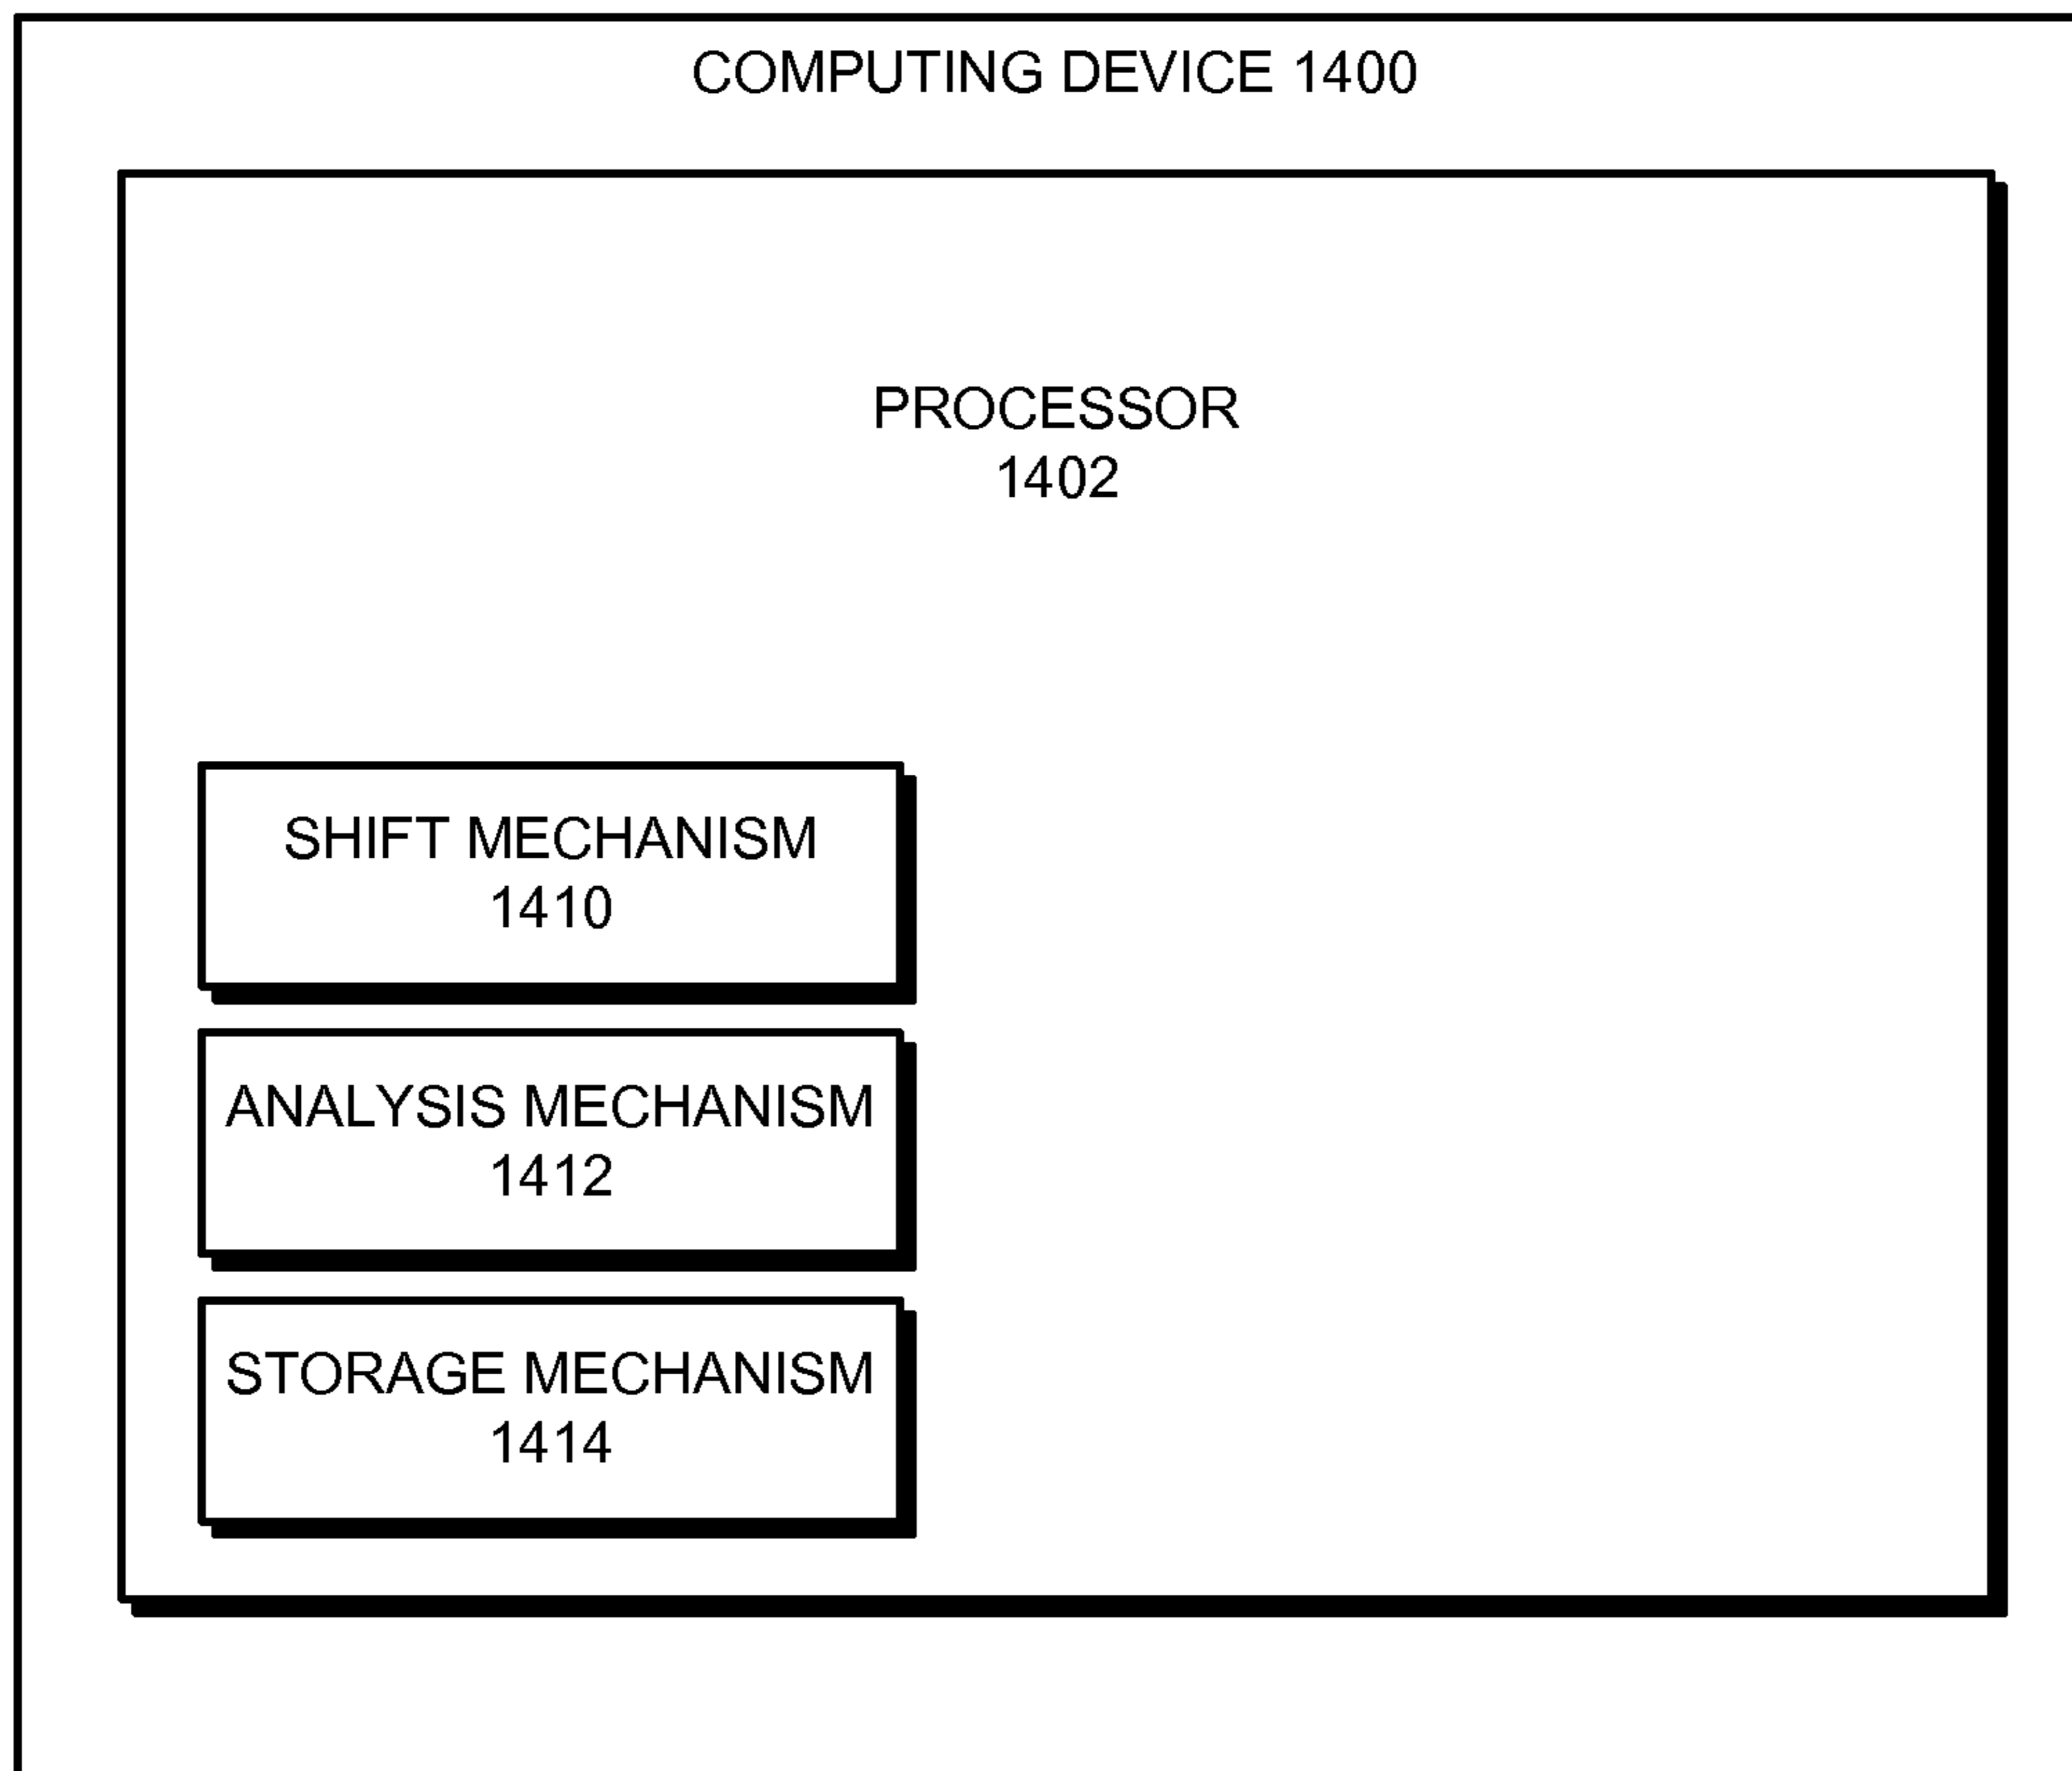 COMPUTING DEVICE 1400
PROCESSOR
1402
SHIFT MECHANISM
1410
ANALYSIS MECHANISM
1412
STORAGE MECHANISM
1414